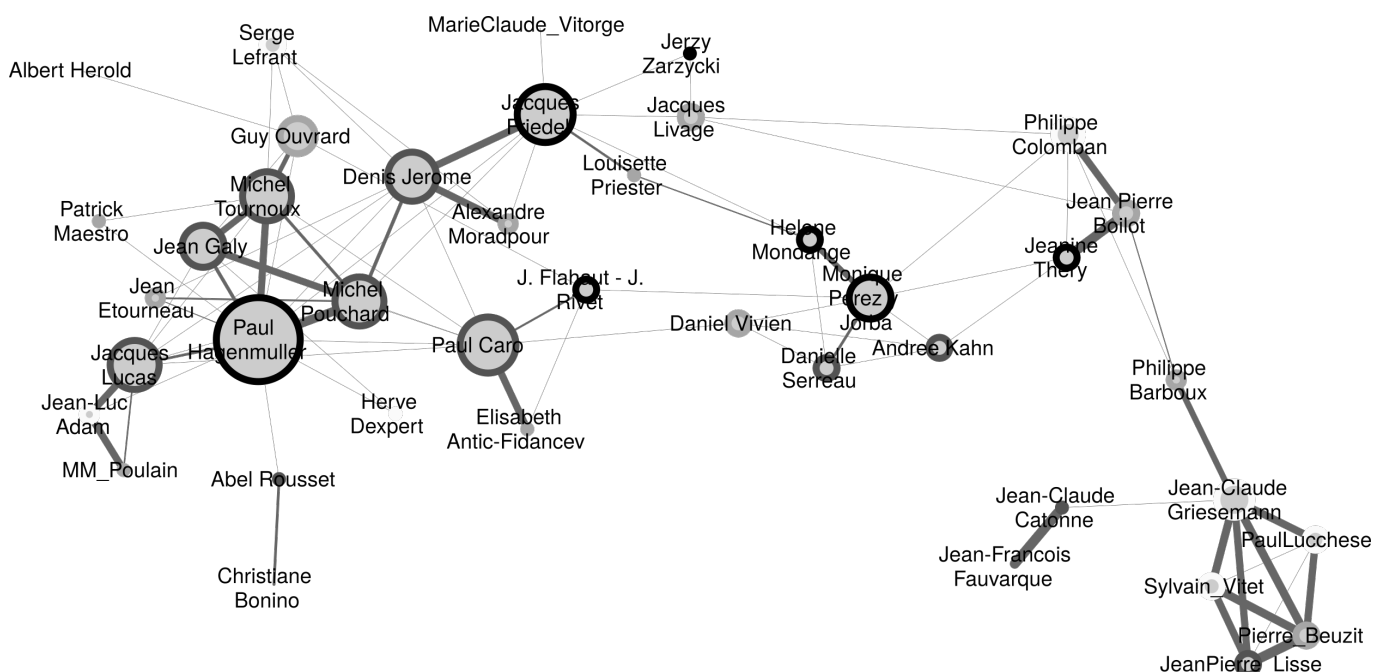 MarieClaude_Vitorge
Serge
Lefrant
Jerzy
Zarzycki
Albert Herold
Jacques
Friedel
Jacques
Livage
Guy Ouvrard
Philippe
Colomban
Louisette
Priester
Denis Jerome
Michel
Tournoux
Patrick
Maestro
Alexandre
Moradpour
Jean Pierre
Boilot
Jean Galy
Helene
Mondange
Jeanine
Thery
Monique
Perez y
Jorba
J. Flahaut - J.
Rivet
Jean
Etourneau
Michel
Pouchard
Paul
Hagenmuller
Daniel Vivien
Paul Caro
Andree Kahn
Jacques
Lucas
Danielle
Serreau
Philippe
Barboux
Jean-Luc
Adam
Herve
Dexpert
Elisabeth
Antic-Fidancev
MM_Poulain
Abel Rousset
Jean-Claude
Griesemann
Jean-Claude
Catonne
PaulLucchese
Jean-Francois
Fauvarque
Christiane
Bonino
Sylvain_Vitet
Pierre_Beuzit
JeanPierre_Lisse